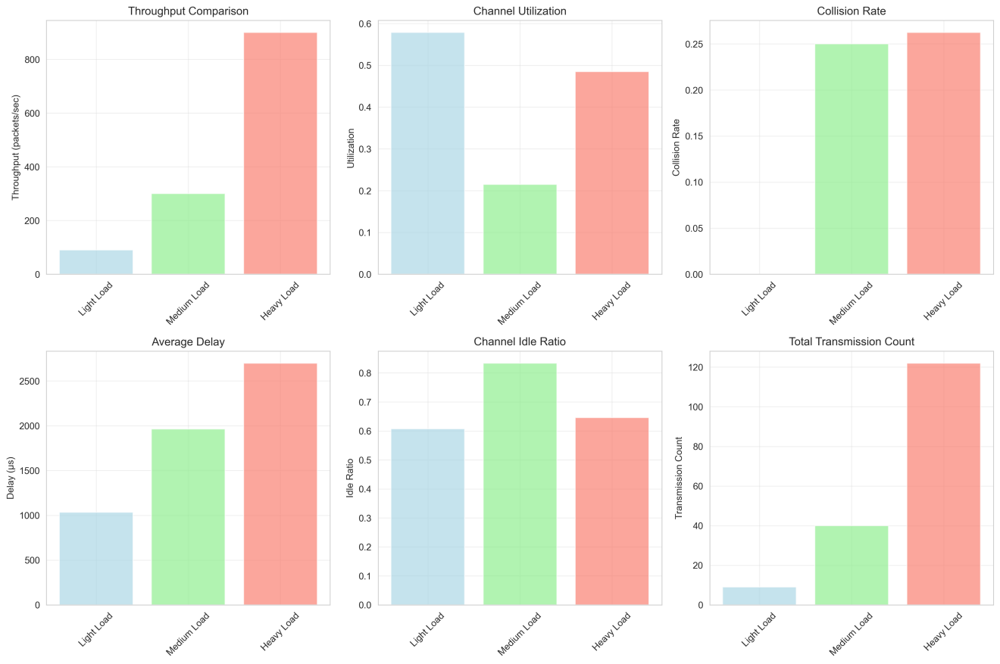 Throughput Comparison
Throughput (packets/sec)
800
600
400
200
0
Light Load
Medium Load
Heavy Load
Channel Utilization
Utilization
0.6
0.5
0.4
0.3
0.2
0.1
0.0
Light Load
Medium Load
Heavy Load
Collision Rate
Collision Rate
0.25
0.20
0.15
0.10
0.05
0.00
Light Load
Medium Load
Heavy Load
Average Delay
Delay (μs)
2500
2000
1500
1000
500
0
Light Load
Medium Load
Heavy Load
Channel Idle Ratio
Idle Ratio
0.8
0.7
0.6
0.5
0.4
0.3
0.2
0.1
0.0
Light Load
Medium Load
Heavy Load
Total Transmission Count
Transmission Count
120
100
80
60
40
20
0
Light Load
Medium Load
Heavy Load